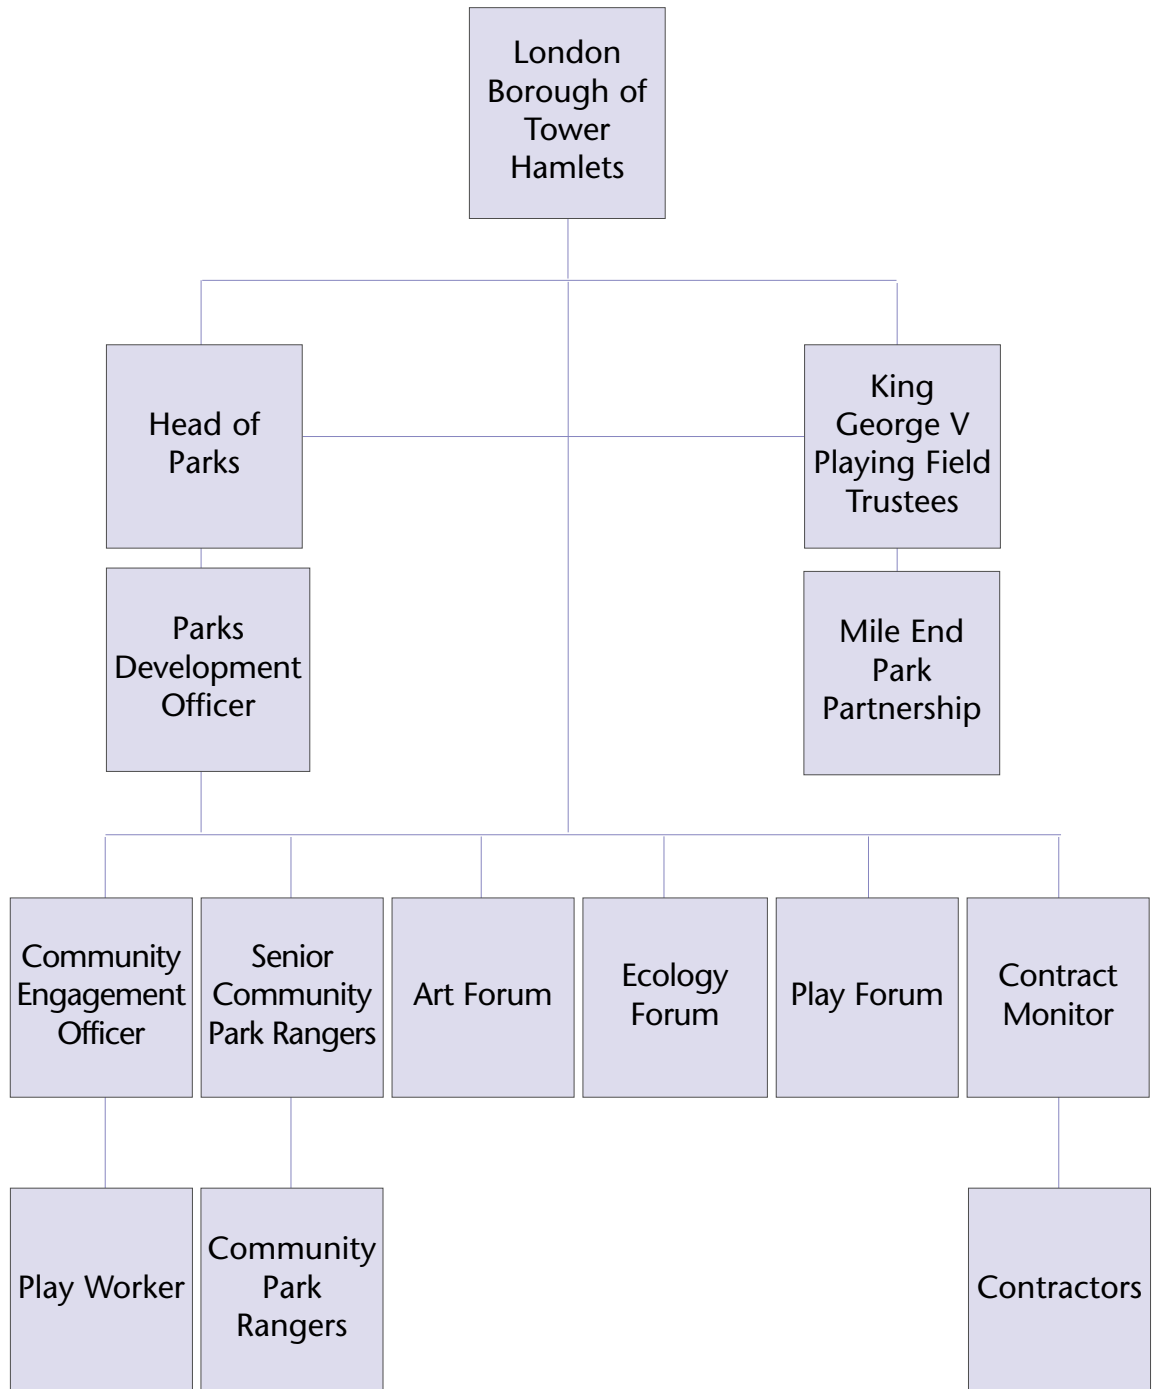 London
Borough of
Tower
Hamlets
Head of
Parks
King
George V
Playing Field
Trustees
Parks
Development
Officer
Mile End
Park
Partnership
Community
Engagement
Officer
Senior
Community
Park Rangers
Art Forum
Ecology
Forum
Play Forum
Contract
Monitor
Play Worker
Community
Park
Rangers
Contractors